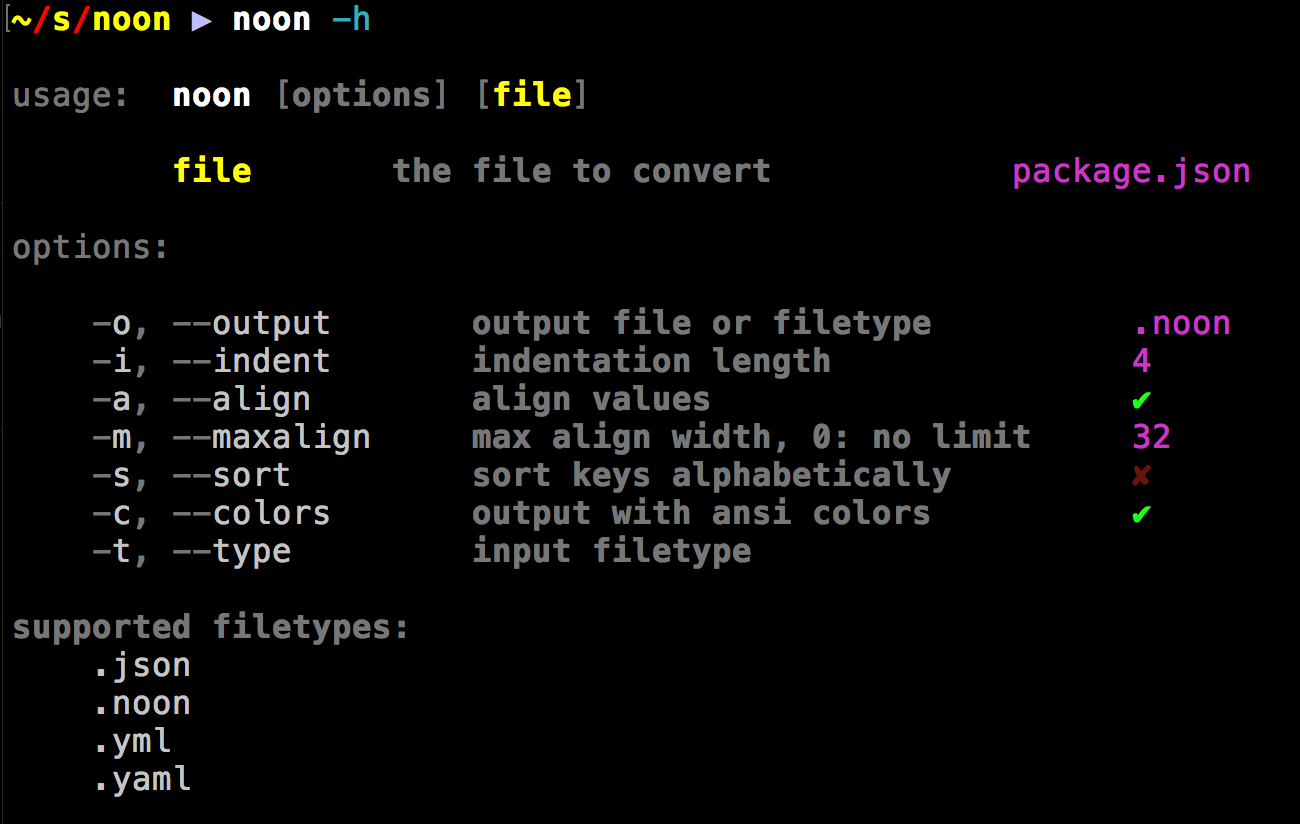 ~/s/noon ▶ noon -h
usage: noon [options] [file]
file the file to convert package.json
options:
-o, --output output file or filetype .noon
-i, --indent indentation length 4
-a, --align align values ✔
-m, --maxalign max align width, 0: no limit 32
-s, --sort sort keys alphabetically ✘
-c, --colors output with ansi colors ✔
-t, --type input filetype
supported filetypes:
.json
.noon
.yml
.yaml